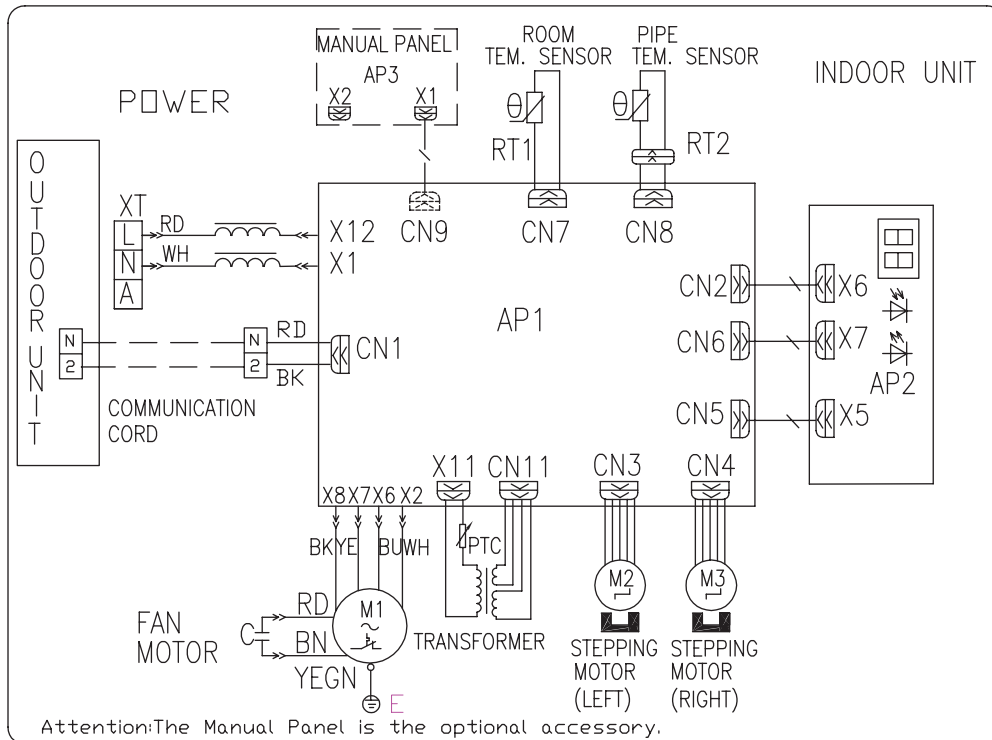 MANUAL PANEL
AP3
X2 X1
ROOM
TEM. SENSOR
PIPE
TEM. SENSOR
INDOOR UNIT
POWER
θ
θ
RT1
RT2
OUTDOOR UNIT
XT
L
N
A
RD
WH
X12
X1
CN9
CN7
CN8
CN2
X6
AP1
CN6
X7
AP2
CN5
X5
N
2
N
2
RD
BK
CN1
COMMUNICATION
CORD
X11
CN11
CN3
CN4
X8 X7 X6 X2
BK YE BU WH
PTC
M1
M2
M3
FAN
MOTOR
C
RD
BN
YEGN
E
TRANSFORMER
STEPPING
MOTOR
(LEFT)
STEPPING
MOTOR
(RIGHT)
Attention:The Manual Panel is the optional accessory.